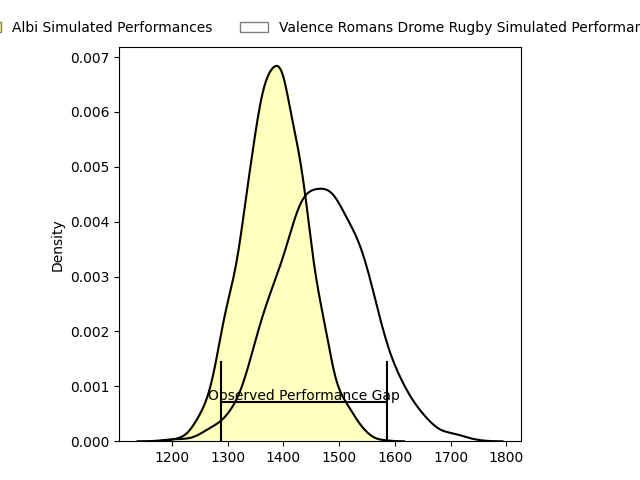 Albi Simulated Performances
Valence Romans Drome Rugby Simulated
0.007
0.006
0.005
0.004
0.003
0.002
0.001
0.000
Density
Observed Performance Gap
1200 1300 1400 1500 1600 1700 1800